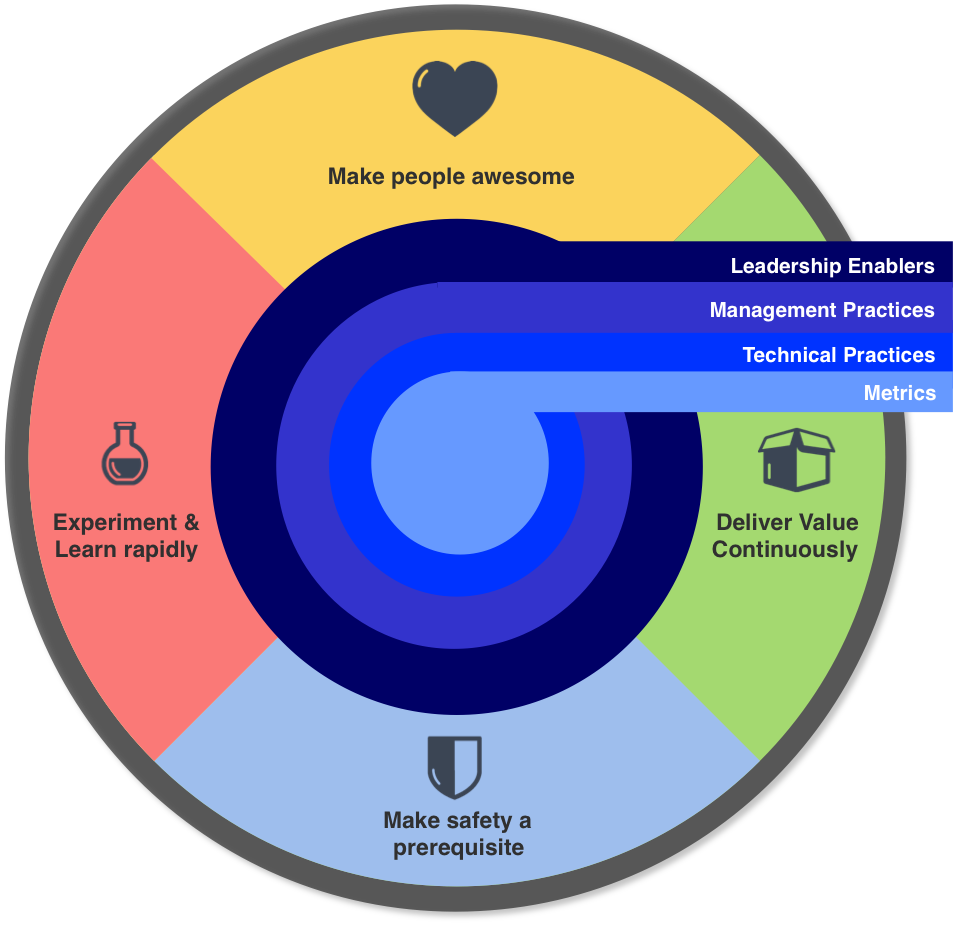 Make people awesome
Leadership Enablers
Management Practices
Technical Practices
Metrics
Experiment &
Learn rapidly
Deliver Value
Continuously
Make safety a
prerequisite